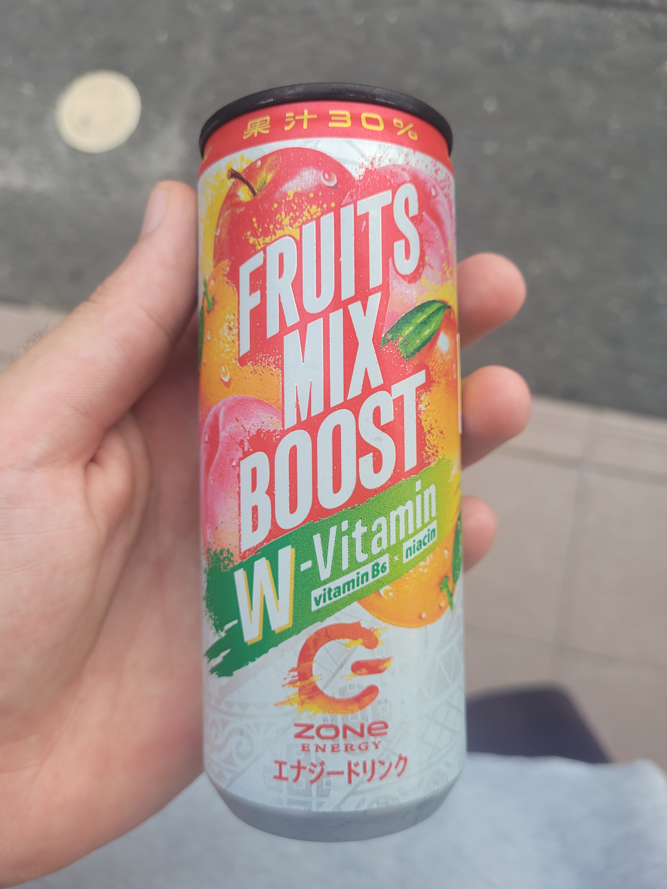 果汁30%
FRUITS
MIX
BOOST
W-Vitamin
vitamin B6 × niacin
ZONe
ENERGY
エナジードリンク